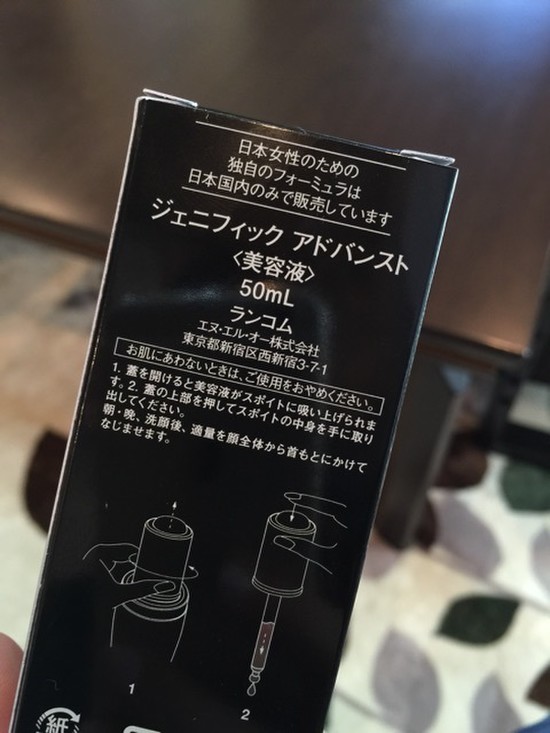 日本女性のための
独自のフォーミュラは
日本国内のみで販売しています
ジェニフィック アドバンスト
〈美容液〉
50mL
ランコム
エヌ・エル・オー株式会社
東京都新宿区西新宿3-7-1
お肌にあわないときは、ご使用をおやめください。
1. 蓋を開けると美容液がスポイトに吸い上げられま
す。2. 蓋の上部を押してスポイトの中身を手に取り
出してください。
朝・晩、洗顔後、適量を顔全体から首もとにかけて
なじませます。
1
2
紙